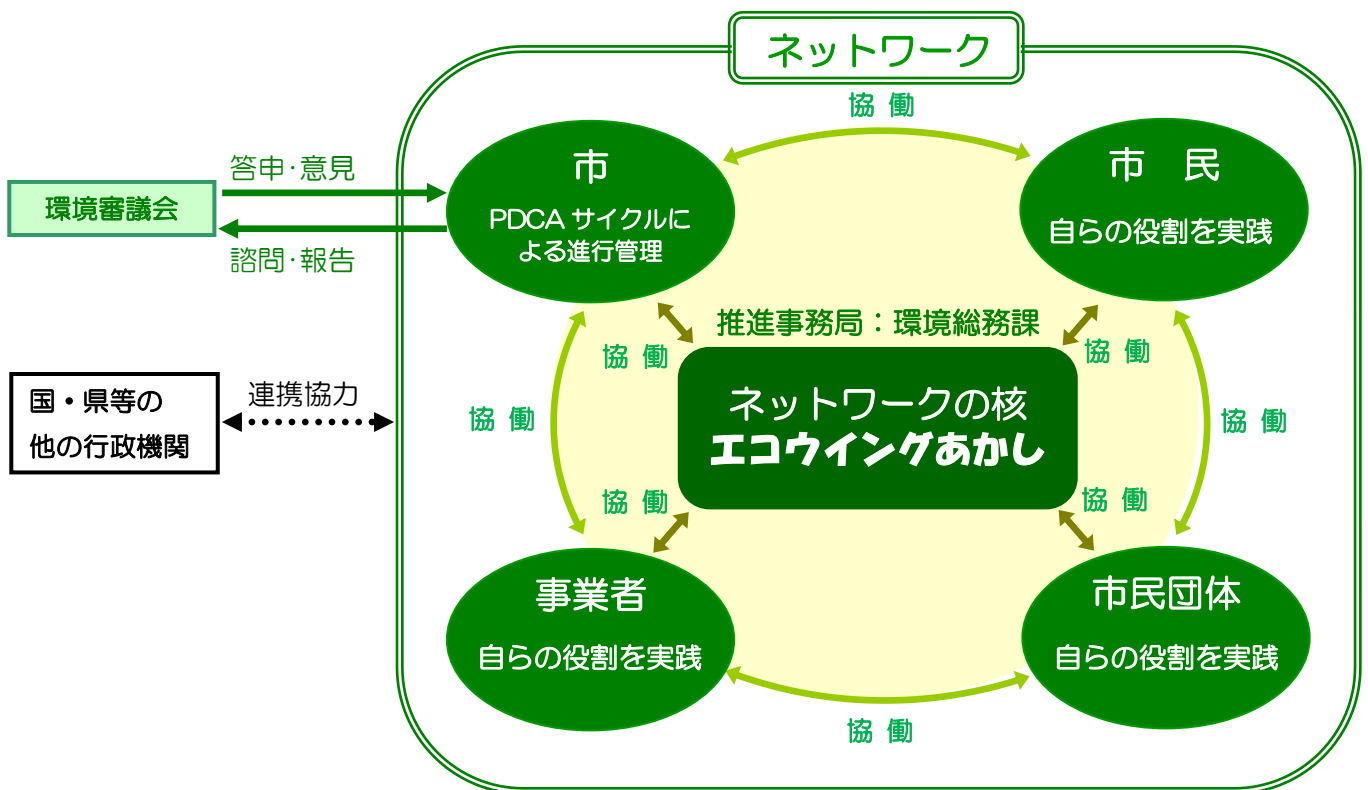 ネットワーク
協 働
市
PDCA サイクルに
よる進行管理
市 民
自らの役割を実践
答申・意見
環境審議会
諮問・報告
推進事務局：環境総務課
協 働
協 働
国・県等の
他の行政機関
連携協力
ネットワークの核
エコウイングあかし
協 働
協 働
協 働
協 働
事業者
自らの役割を実践
市民団体
自らの役割を実践
協 働